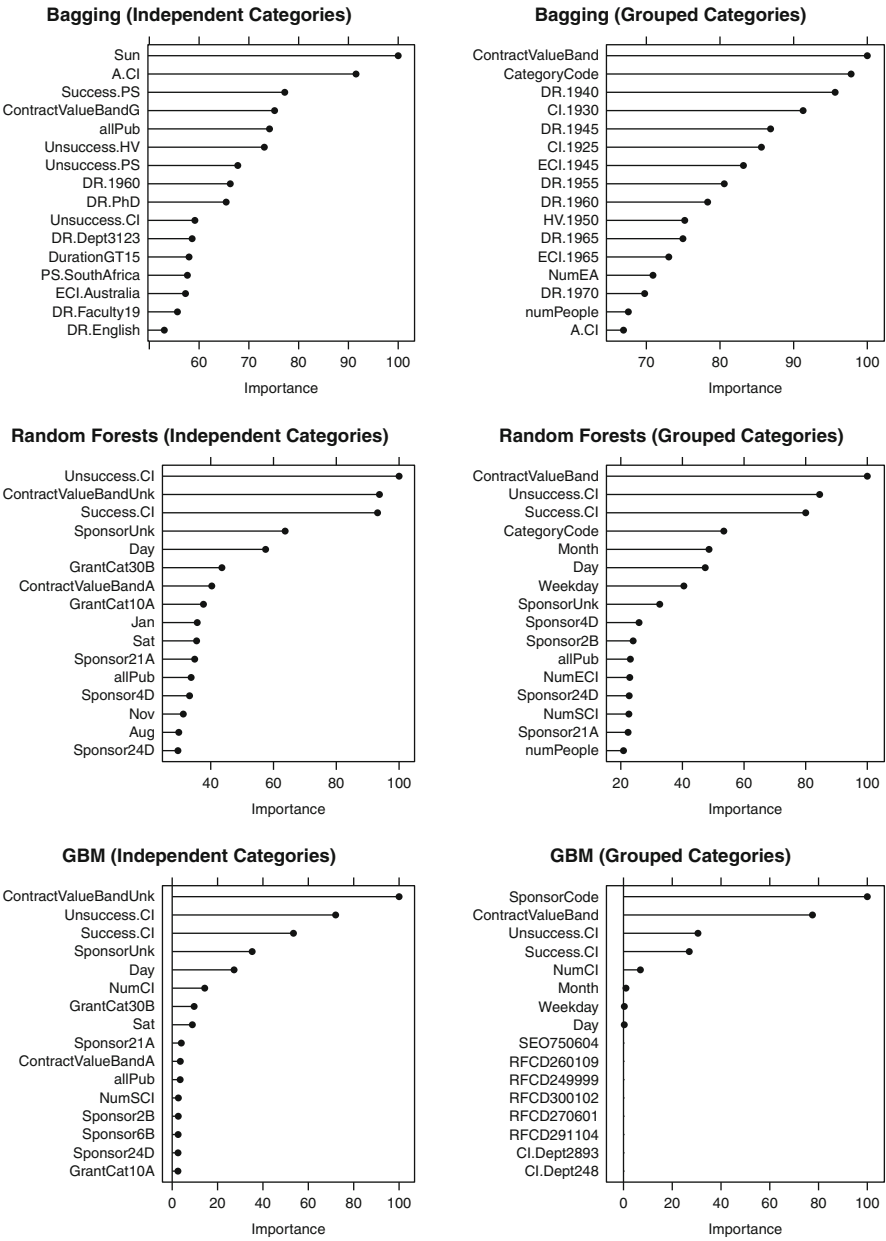 Bagging (Independent Categories)
Sun
A.CI
Success.PS
ContractValueBandG
allPub
Unsuccess.HV
Unsuccess.PS
DR.1960
DR.PhD
Unsuccess.CI
DR.Dept3123
DurationGT15
PS.SouthAfrica
ECI.Australia
DR.Faculty19
DR.English
60 70 80 90 100
Importance
Bagging (Grouped Categories)
ContractValueBand
CategoryCode
DR.1940
CI.1930
DR.1945
CI.1925
ECI.1945
DR.1955
DR.1960
HV.1950
DR.1965
ECI.1965
NumEA
DR.1970
numPeople
A.CI
70 80 90 100
Importance
Random Forests (Independent Categories)
Unsuccess.CI
ContractValueBandUnk
Success.CI
SponsorUnk
Day
GrantCat30B
ContractValueBandA
GrantCat10A
Jan
Sat
Sponsor21A
allPub
Sponsor4D
Nov
Aug
Sponsor24D
40 60 80 100
Importance
Random Forests (Grouped Categories)
ContractValueBand
Unsuccess.CI
Success.CI
CategoryCode
Month
Day
Weekday
SponsorUnk
Sponsor4D
Sponsor2B
allPub
NumECI
Sponsor24D
NumSCI
Sponsor21A
numPeople
20 40 60 80 100
Importance
GBM (Independent Categories)
ContractValueBandUnk
Unsuccess.CI
Success.CI
SponsorUnk
Day
NumCI
GrantCat30B
Sat
Sponsor21A
ContractValueBandA
allPub
NumSCI
Sponsor2B
Sponsor6B
Sponsor24D
GrantCat10A
0 20 40 60 80 100
Importance
GBM (Grouped Categories)
SponsorCode
ContractValueBand
Unsuccess.CI
Success.CI
NumCI
Month
Weekday
Day
SEO750604
RFCD260109
RFCD249999
RFCD300102
RFCD270601
RFCD291104
CI.Dept2893
CI.Dept248
0 20 40 60 80 100
Importance